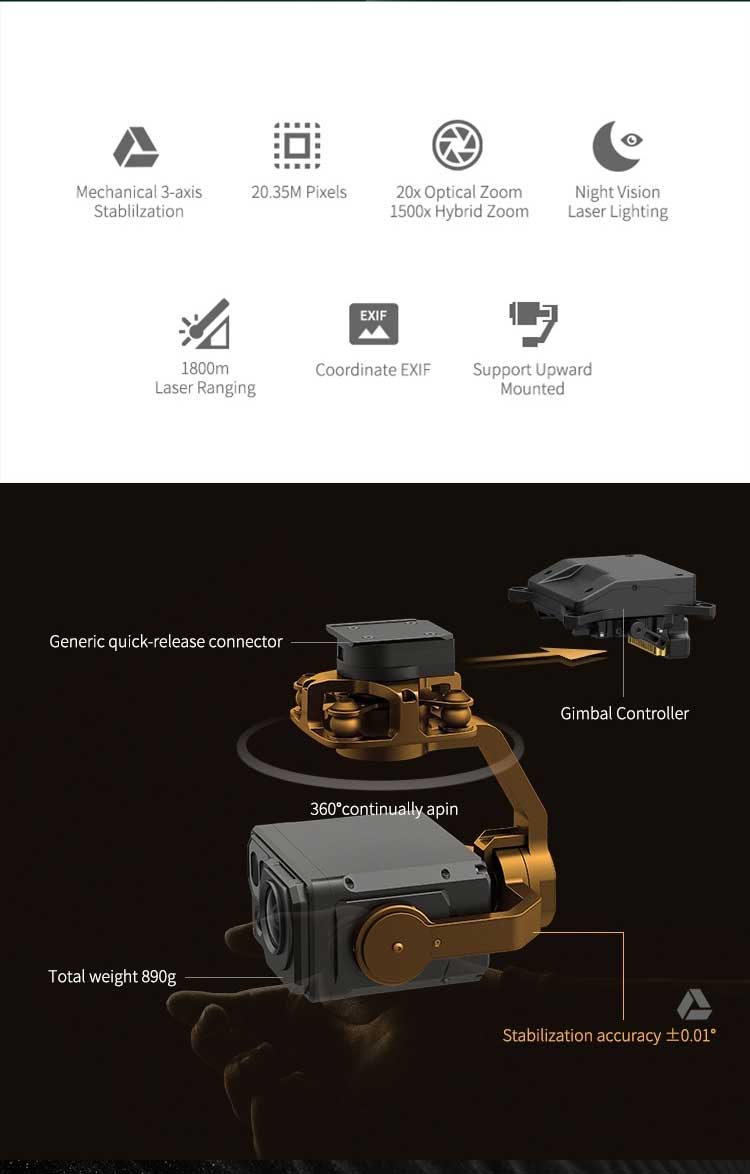 Mechanical 3-axis
Stablilzation
20.35M Pixels
20x Optical Zoom
1500x Hybrid Zoom
Night Vision
Laser Lighting
1800m
Laser Ranging
EXIF
Coordinate EXIF
Support Upward
Mounted
Generic quick-release connector
Gimbal Controller
360°continually apin
Total weight 890g
Stabilization accuracy ±0.01°